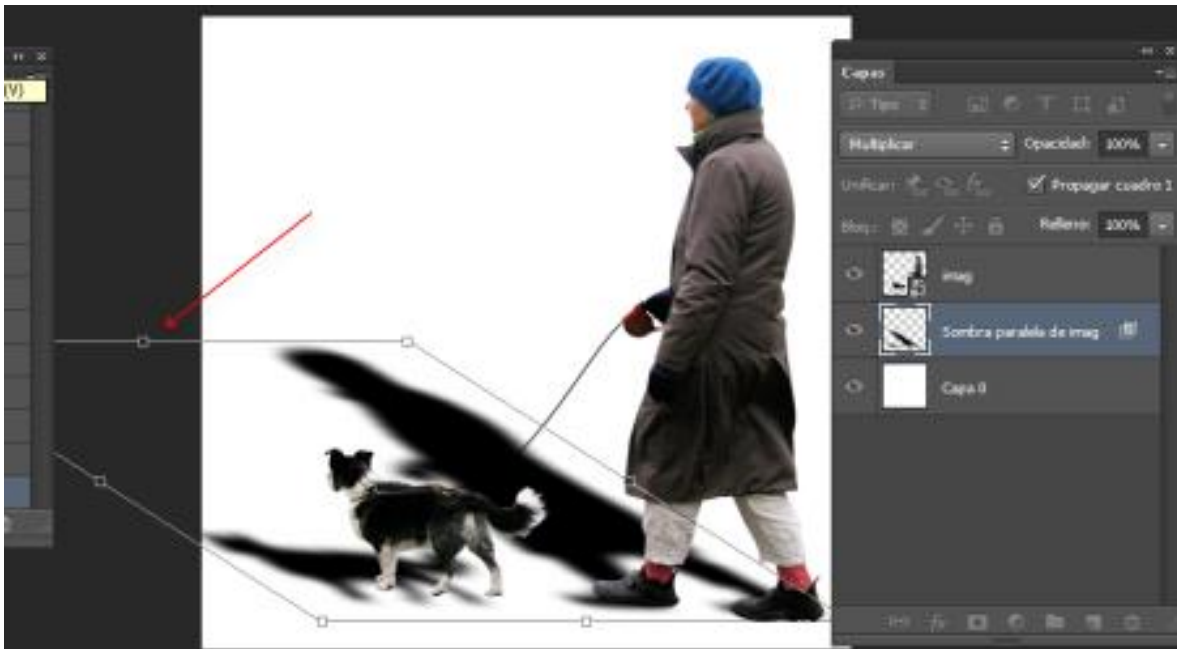 (V)
Capas
Tipo
Multiplicar Opacidad: 100%
Unificar: Propagar cuadro 1
Bloq.: Relleno: 100%
imag
Sombra paralela de imag
Capa 0